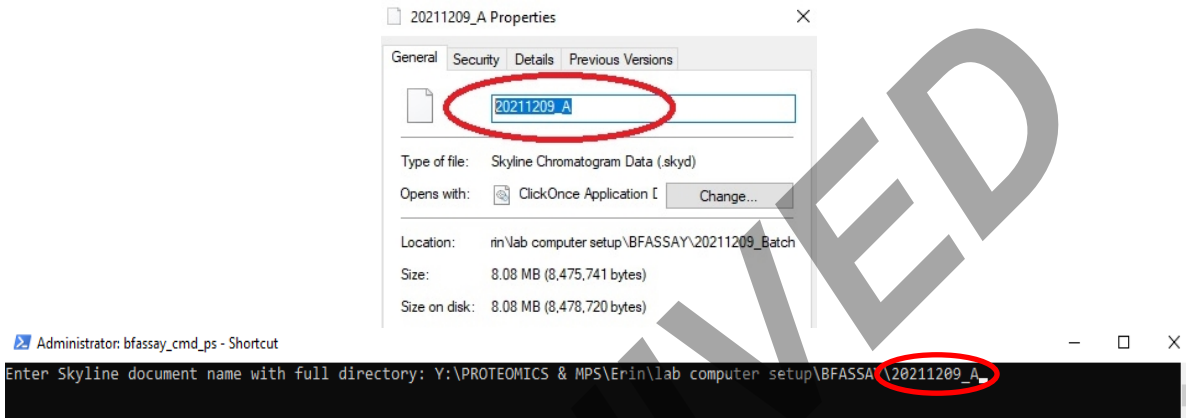 20211209_A Properties
General Security Details Previous Versions
20211209_A
Type of file: Skyline Chromatogram Data (.skyd)
Opens with: ClickOnce Application Change...
Location: rin\lab computer setup\BFASSAY\20211209_Batch
Size: 8.08 MB (8,475,741 bytes)
Size on disk: 8.08 MB (8,478,720 bytes)
Administrator: bfassay_cmd_ps - Shortcut
Enter Skyline document name with full directory: Y:\PROTEOMICS & MPS\Erin\lab computer setup\BFASSAY\20211209_A
VED